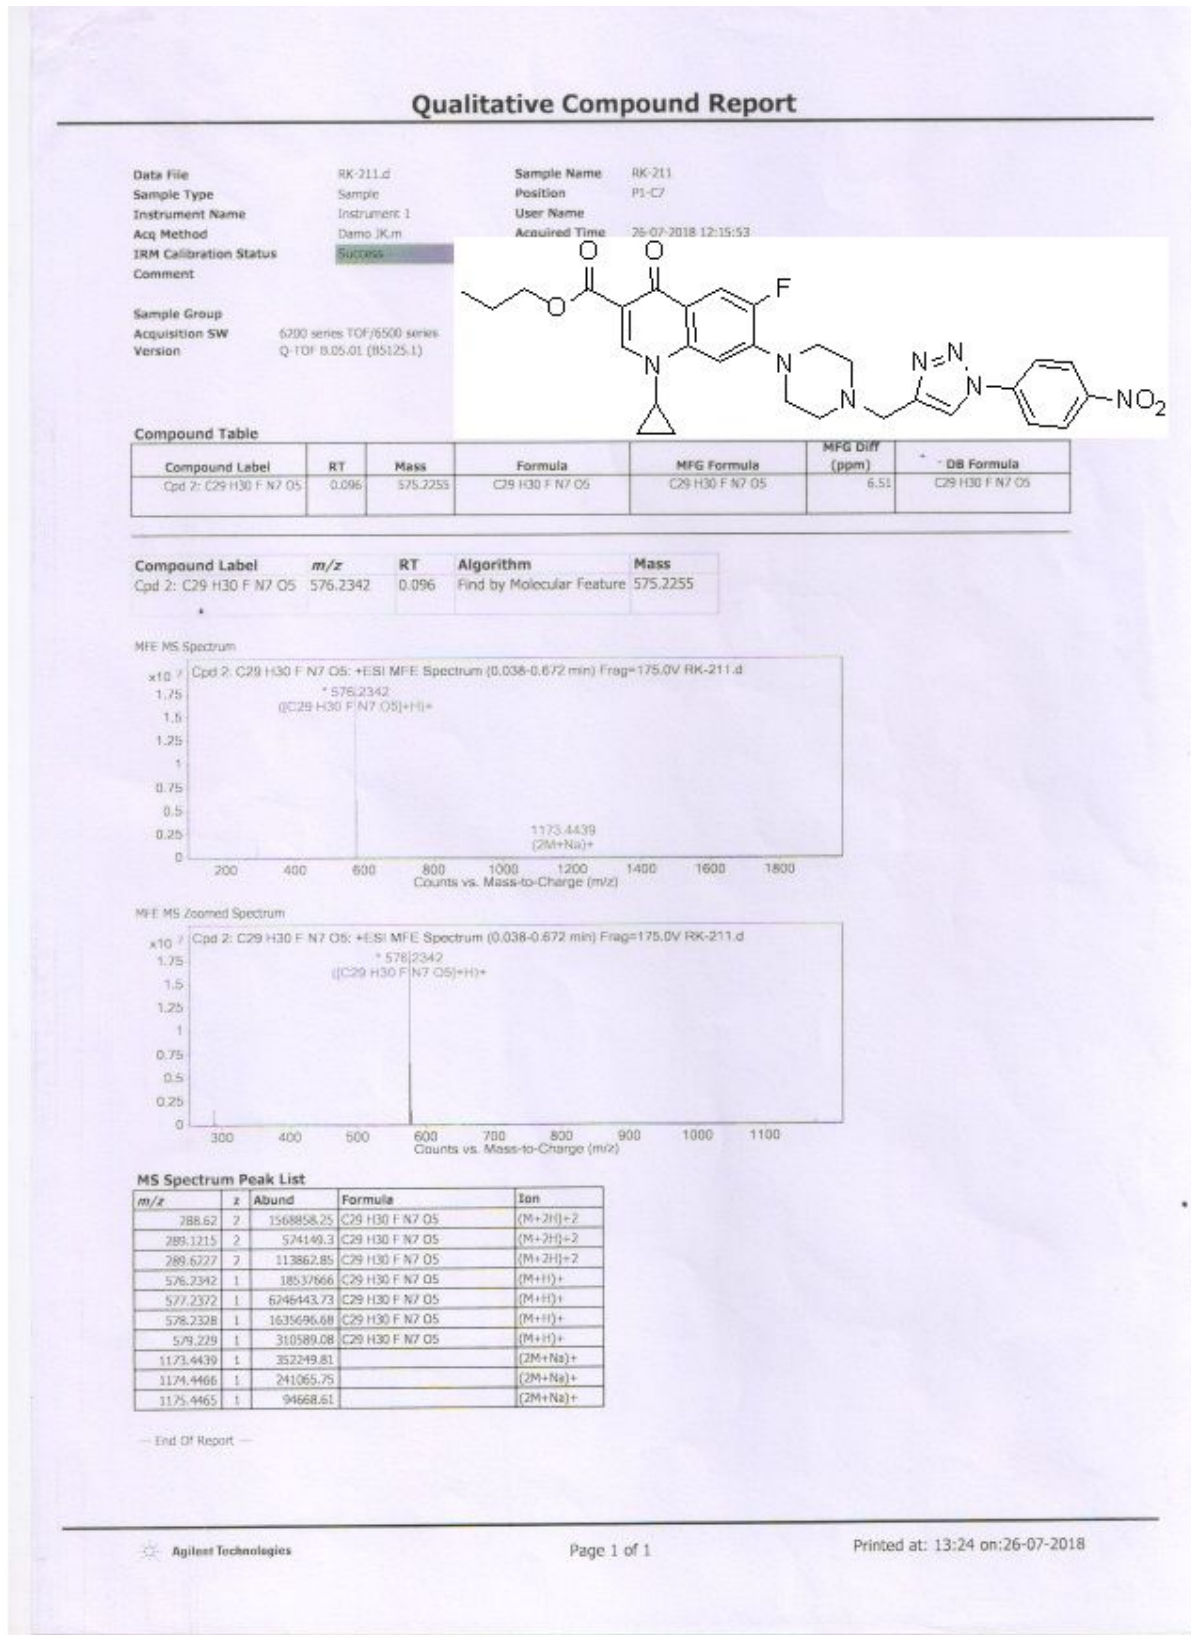 Qualitative Compound Report
Data File RK-211.d Sample Name RK-211
Sample Type Sample Position P1-C7
Instrument Name Instrument 1 User Name
Acq Method Damo JK.m Acquired Time 26-07-2018 12:15:53
IRM Calibration Status Success
Comment
Sample Group
Acquisition SW 6200 series TOF/6500 series
Version Q-TOF B.05.01 (B5125.1)
O O
F
O
N N
N N N
N NO2
N
Compound Table
Compound Label RT Mass Formula MFG Formula MFG Diff (ppm) DB Formula
Cpd 2: C29 H30 F N7 O5 0.096 575.2255 C29 H30 F N7 O5 C29 H30 F N7 O5 6.51 C29 H30 F N7 O5
Compound Label m/z RT Algorithm Mass
Cpd 2: C29 H30 F N7 O5 576.2342 0.096 Find by Molecular Feature 575.2255
MFE MS Spectrum
x10 7 Cpd 2: C29 H30 F N7 O5: +ESI MFE Spectrum (0.038-0.672 min) Frag=175.0V RK-211.d
1.75 * 576.2342
([C29 H30 F N7 O5]+H)+
1.5
1.25
1
0.75
0.5
0.25 1173.4439
(2M+Na)+
0
200 400 600 800 1000 1200 1400 1600 1800
Counts vs. Mass-to-Charge (m/z)
MFE MS Zoomed Spectrum
x10 7 Cpd 2: C29 H30 F N7 O5: +ESI MFE Spectrum (0.038-0.672 min) Frag=175.0V RK-211.d
1.75 * 576.2342
([C29 H30 F N7 O5]+H)+
1.5
1.25
1
0.75
0.5
0.25
0
300 400 500 600 700 800 900 1000 1100
Counts vs. Mass-to-Charge (m/z)
MS Spectrum Peak List
m/z z Abund Formula Ion
288.62 2 1568858.25 C29 H30 F N7 O5 (M+2H)+2
289.1215 2 574149.3 C29 H30 F N7 O5 (M+2H)+2
289.6227 2 113862.85 C29 H30 F N7 O5 (M+2H)+2
576.2342 1 18537666 C29 H30 F N7 O5 (M+H)+
577.2372 1 6246443.73 C29 H30 F N7 O5 (M+H)+
578.2328 1 1635696.68 C29 H30 F N7 O5 (M+H)+
579.229 1 310589.08 C29 H30 F N7 O5 (M+H)+
1173.4439 1 352249.81 (2M+Na)+
1174.4466 1 241065.75 (2M+Na)+
1175.4465 1 94668.61 (2M+Na)+
--- End Of Report ---
Agilent Technologies Page 1 of 1 Printed at: 13:24 on:26-07-2018